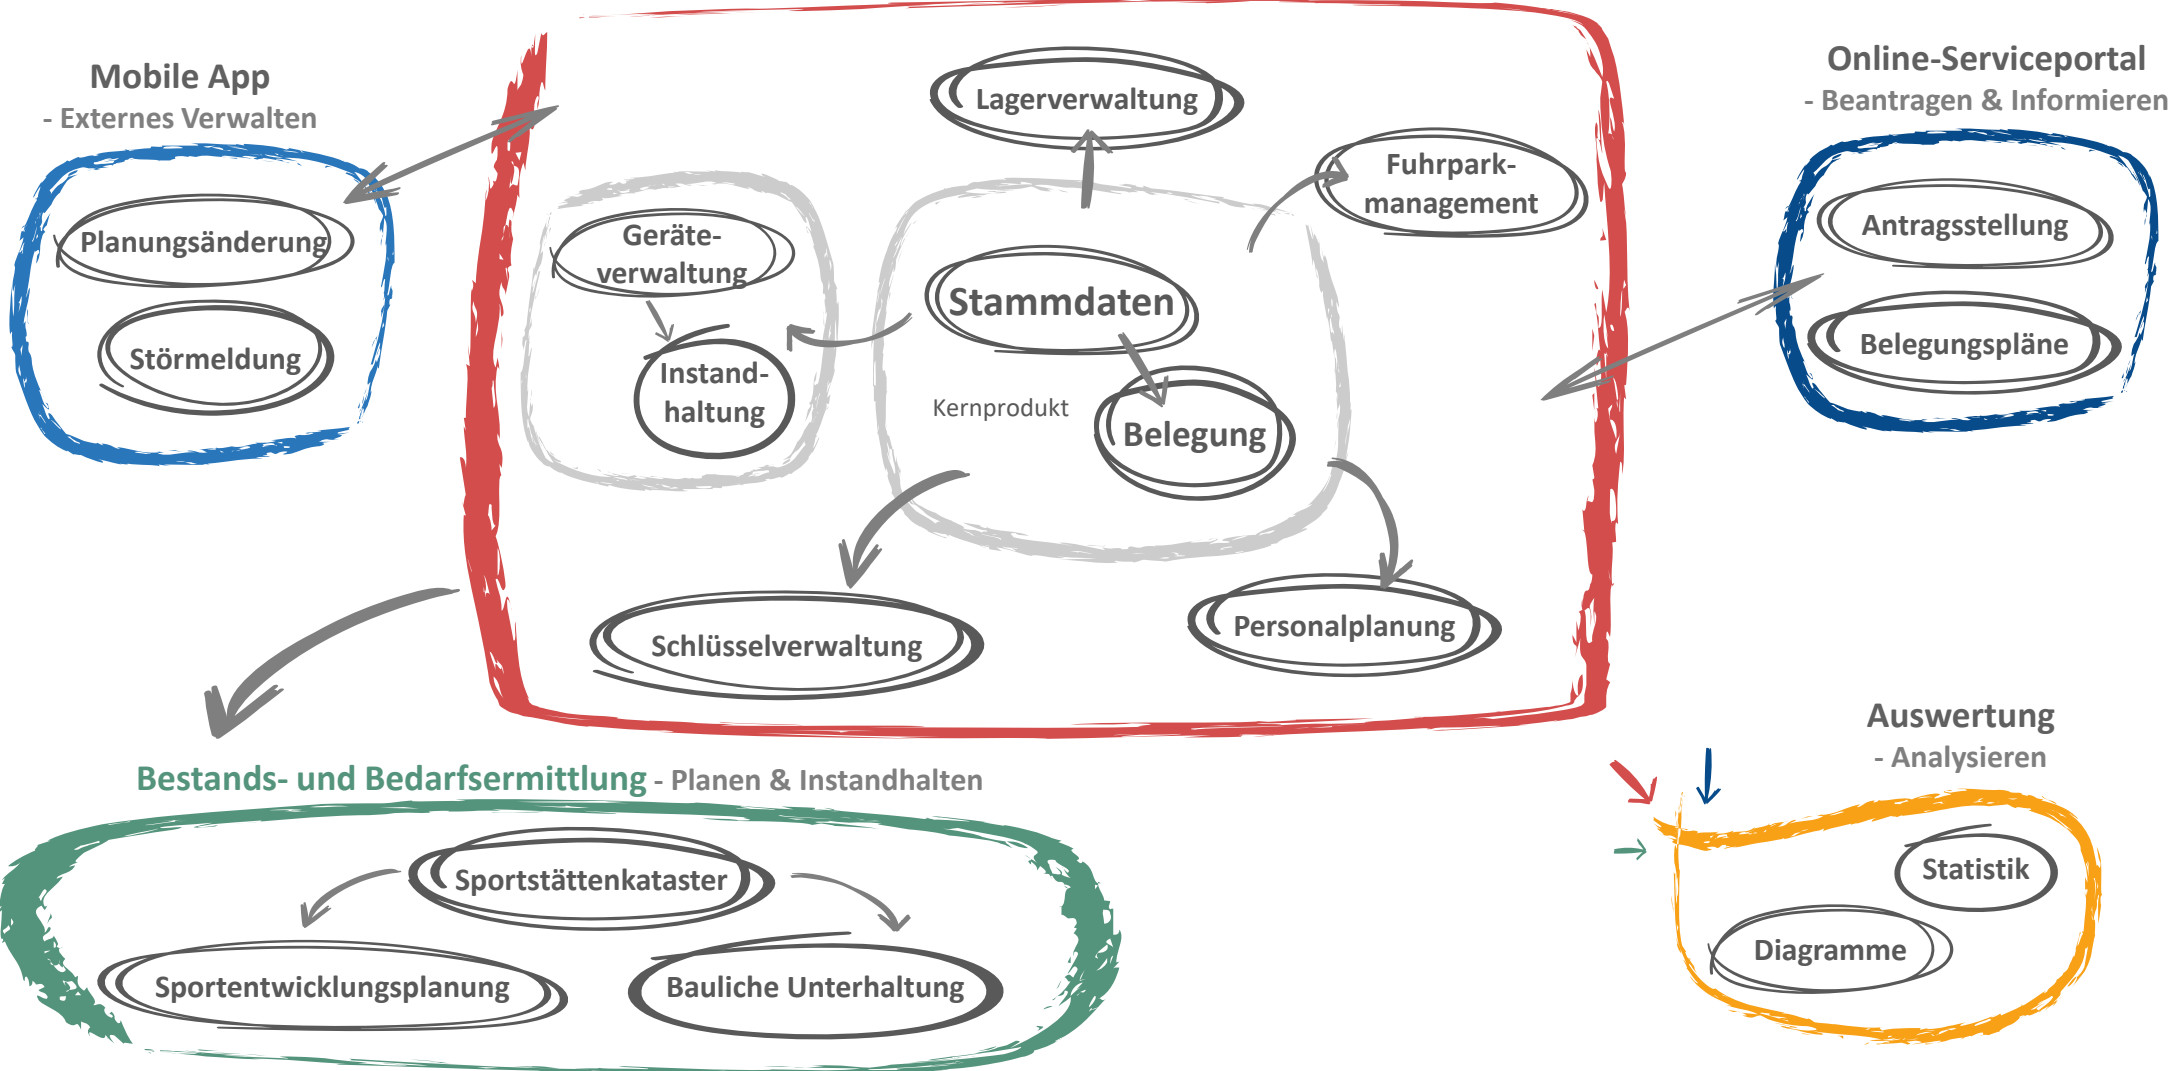 Mobile App
- Externes Verwalten
Planungsänderung
Störmeldung
Lagerverwaltung
Fuhrpark-
management
Geräte-
verwaltung
Instand-
haltung
Stammdaten
Kernprodukt
Belegung
Schlüsselverwaltung
Personalplanung
Online-Serviceportal
- Beantragen & Informieren
Antragsstellung
Belegungspläne
Bestands- und Bedarfsermittlung - Planen & Instandhalten
Sportstättenkataster
Sportentwicklungsplanung
Bauliche Unterhaltung
Auswertung
- Analysieren
Statistik
Diagramme